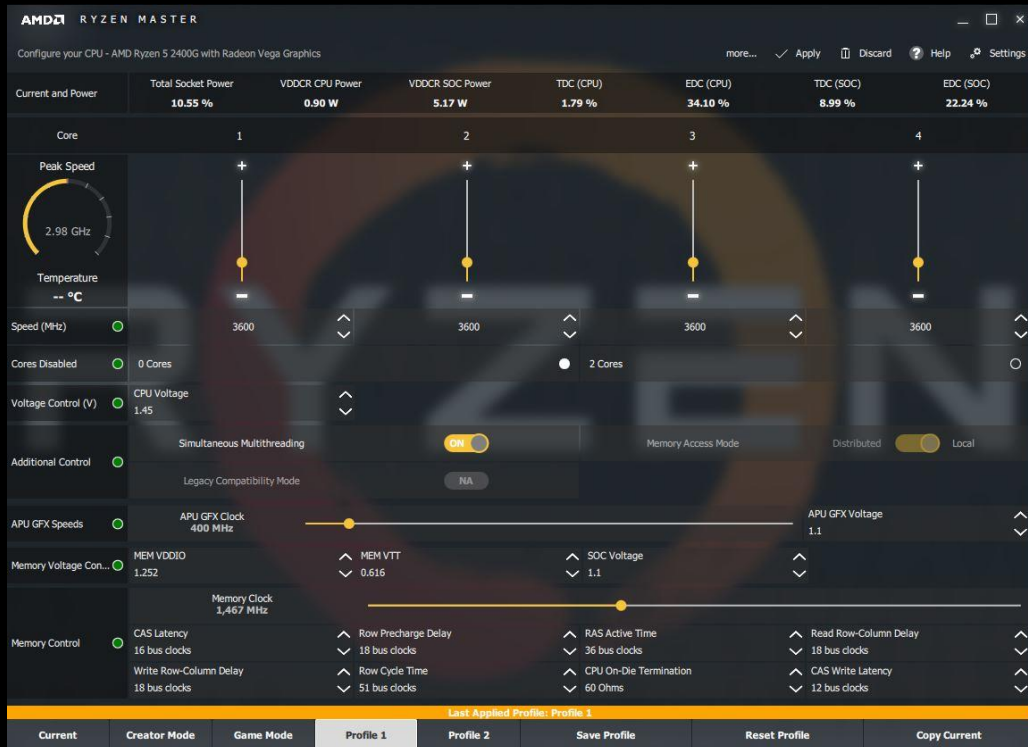 AMD RYZEN MASTER
Configure your CPU - AMD Ryzen 5 2400G with Radeon Vega Graphics more... Apply Discard Help Settings
Current and Power
Total Socket Power VDDCR CPU Power VDDCR SOC Power TDC (CPU) EDC (CPU) TDC (SOC) EDC (SOC)
10.55 % 0.90 W 5.17 W 1.79 % 34.10 % 8.99 % 22.24 %
Core 1 2 3 4
Peak Speed
2.98 GHz
Temperature
-- °C
Speed (MHz) 3600 3600 3600 3600
Cores Disabled 0 Cores 2 Cores
Voltage Control (V) CPU Voltage
1.45
Additional Control
Simultaneous Multithreading ON Memory Access Mode Distributed Local
Legacy Compatibility Mode NA
APU GFX Speeds
APU GFX Clock APU GFX Voltage
400 MHz 1.1
Memory Voltage Con...
MEM VDDIO MEM VTT SOC Voltage
1.252 0.616 1.1
Memory Control
Memory Clock
1,467 MHz
CAS Latency Row Precharge Delay RAS Active Time Read Row-Column Delay
16 bus clocks 18 bus clocks 36 bus clocks 18 bus clocks
Write Row-Column Delay Row Cycle Time CPU On-Die Termination CAS Write Latency
18 bus clocks 51 bus clocks 60 Ohms 12 bus clocks
Last Applied Profile: Profile 1
Current Creator Mode Game Mode Profile 1 Profile 2 Save Profile Reset Profile Copy Current
RYZEN